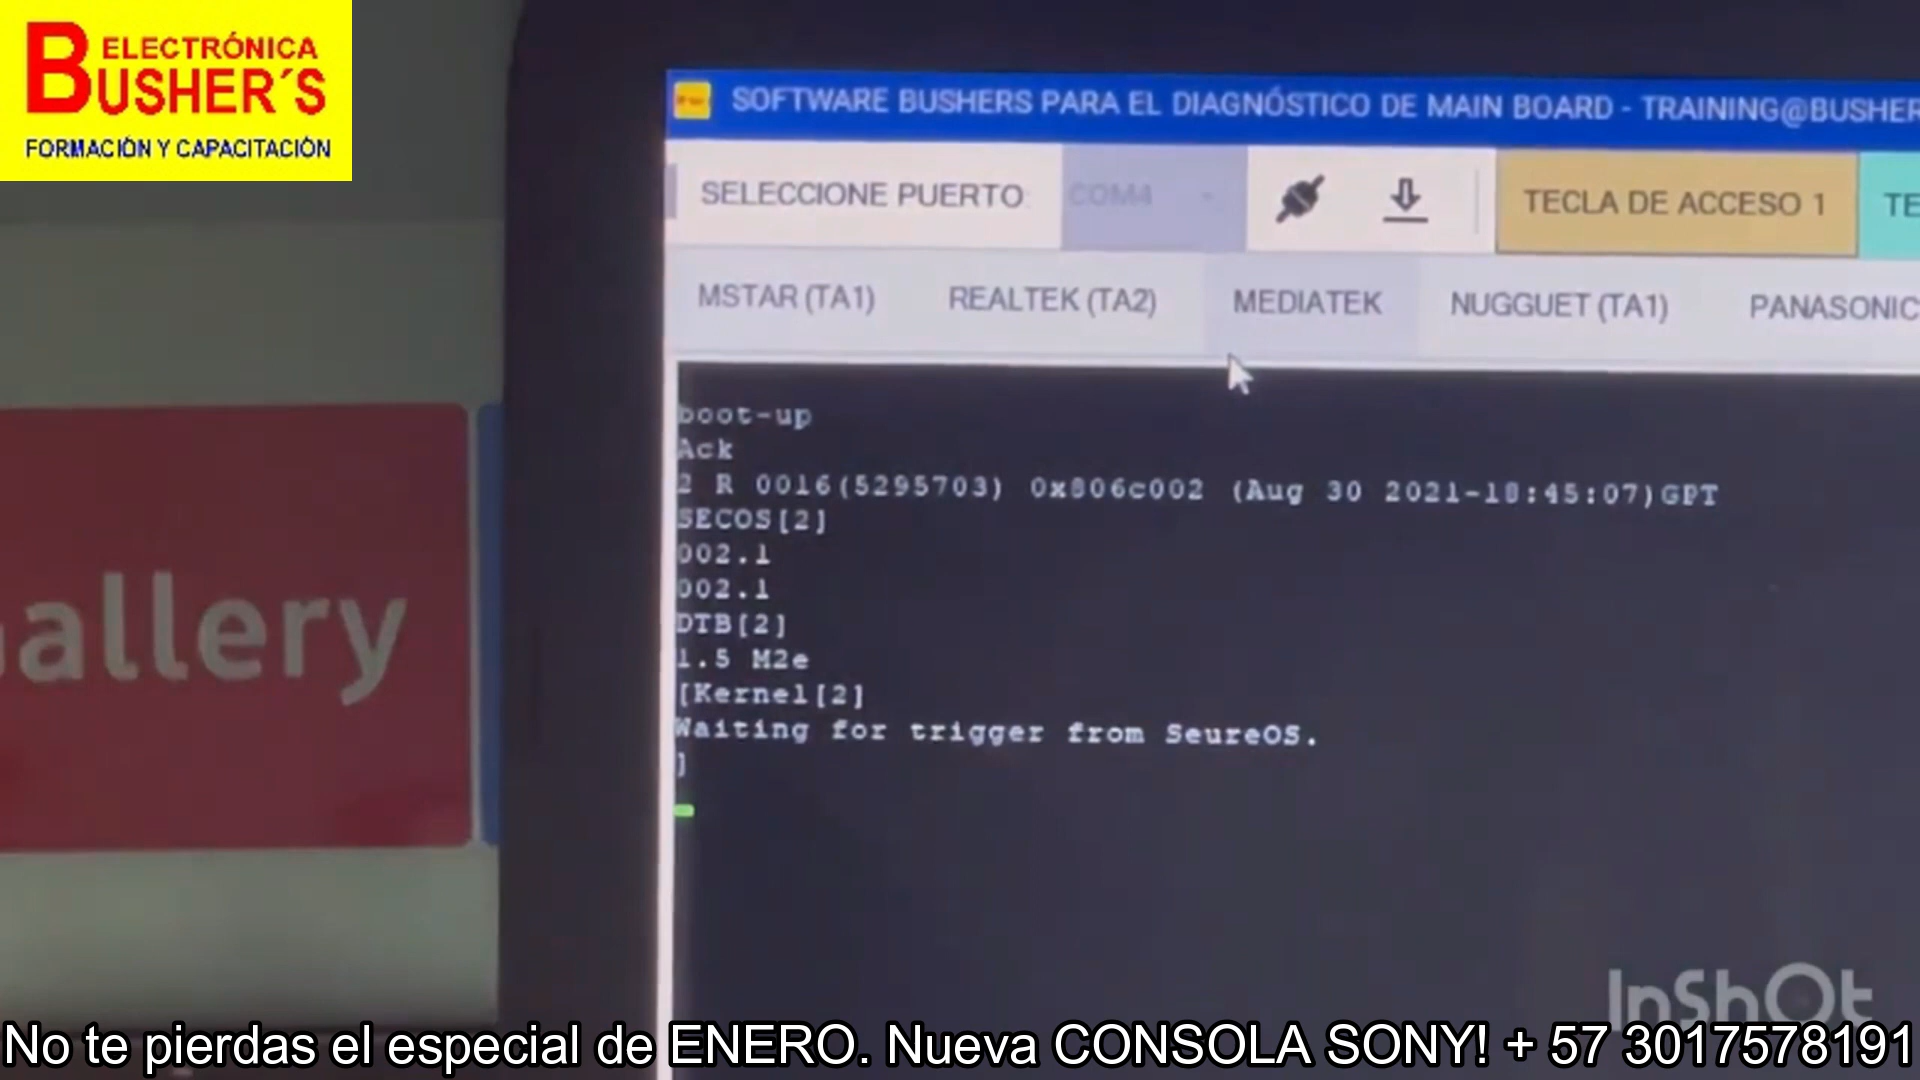 ELECTRÓNICA
BUSHER´S
FORMACIÓN Y CAPACITACIÓN
SOFTWARE BUSHERS PARA EL DIAGNÓSTICO DE MAIN BOARD - TRAINING@BUSHER
SELECCIONE PUERTO: COM4
TECLA DE ACCESO 1
TE
MSTAR (TA1) REALTEK (TA2) MEDIATEK NUGGUET (TA1) PANASONIC
boot-up
Ack
2 R 0016(5295703) 0x806c002 (Aug 30 2021-18:45:07)GPT
SECOS[2]
002.1
002.1
DTB[2]
1.5 M2e
[Kernel[2]
Waiting for trigger from SeureOS.
]
allery
InShOt
No te pierdas el especial de ENERO. Nueva CONSOLA SONY! + 57 3017578191